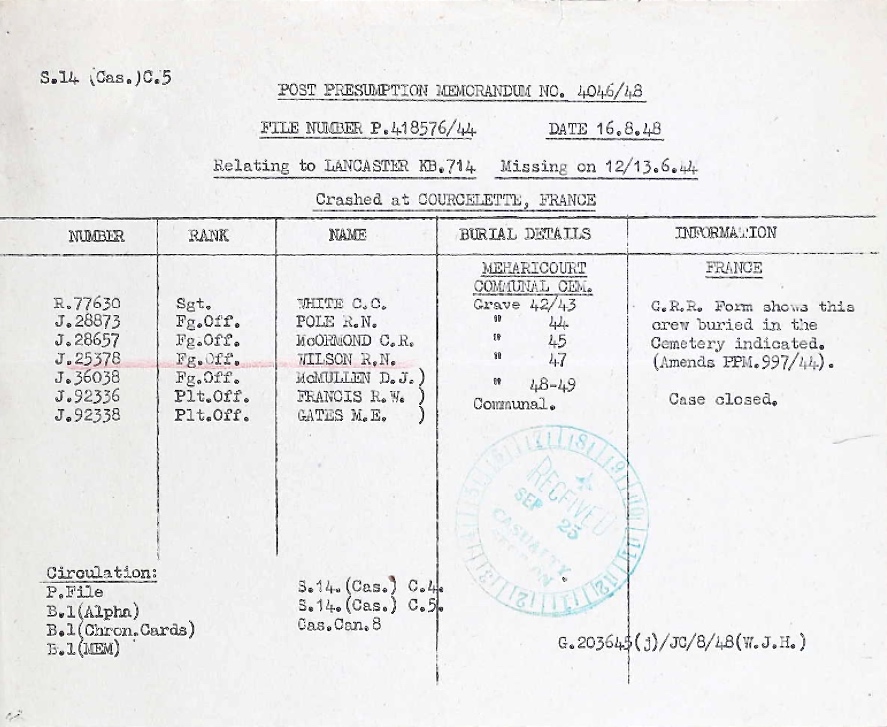 S.14 (Cas.)C.5
POST PRESUMPTION MEMORANDUM NO. 4046/48
FILE NUMBER P.418576/44 DATE 16.8.48
Relating to LANCASTER KB.714 Missing on 12/13.6.44
Crashed at COURCELETTE, FRANCE
NUMBER RANK NAME BURIAL DETAILS INFORMATION
MEHARICOURT FRANCE
COMMUNAL CEM.
R.77630 Sgt. WHITE C.C. Grave 42/43 G.R.R. Form shows this
J.28873 Fg.Off. POLE R.N. " 44 crew buried in the
J.28657 Fg.Off. McORMOND C.R. " 45 Cemetery indicated.
J.25378 Fg.Off. WILSON R.N. " 47 (Amends PPM.997/44).
J.36038 Fg.Off. McMULLEN D.J.) " 48-49
J.92336 Plt.Off. FRANCIS R.W. ) Communal. Case closed.
J.92338 Plt.Off. GATES M.E. )
RECEIVED
SEP 23
CASUALTY
Circulation:
P.File S.14.(Cas.) C.4.
B.1(Alpha) S.14.(Cas.) C.5.
B.1(Chron.Cards) Cas.Can.8
B.1(MEM) G.203645(j)/JC/8/48(W.J.H.)